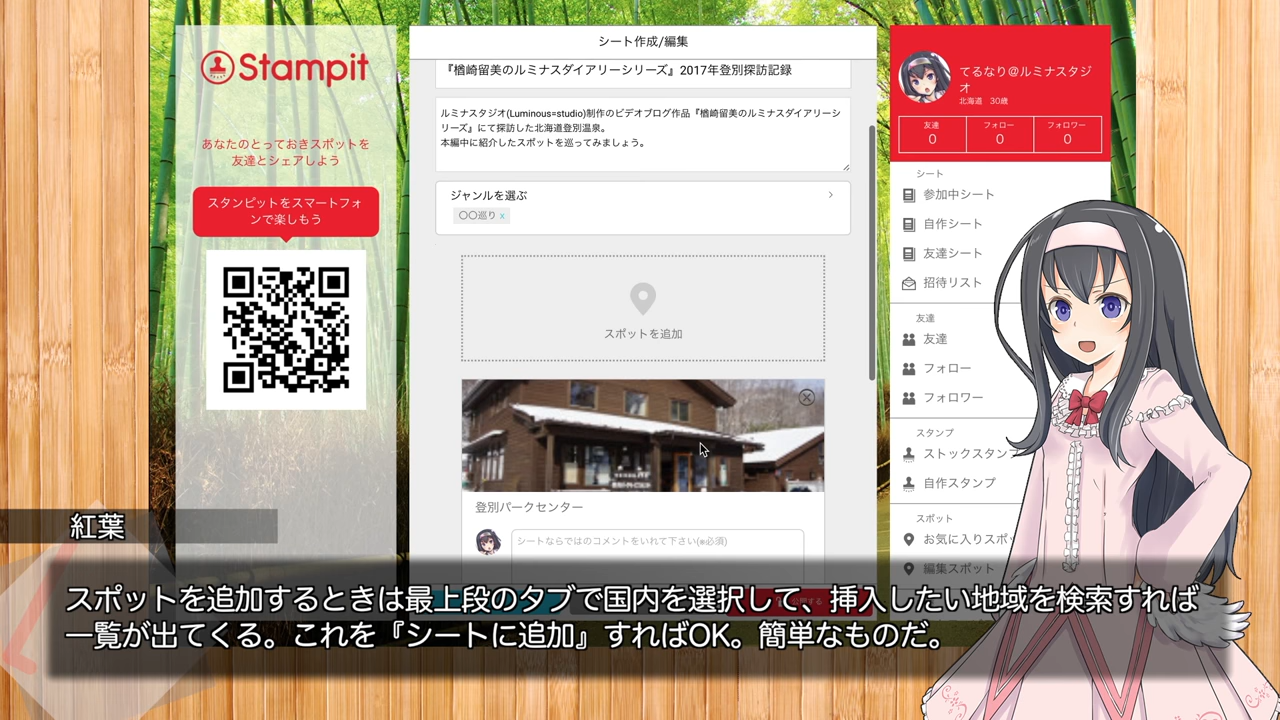 Stampit
あなたのとっておきスポットを
友達とシェアしよう
スタンピットをスマートフォ
ンで楽しもう
シート作成/編集
『楢崎留美のルミナスダイアリーシリーズ』2017年登別探訪記録
ルミナスタジオ(Luminous=studio)制作のビデオブログ作品『楢崎留美のルミナスダイアリーシ
リーズ』にて探訪した北海道登別温泉。
本編中に紹介したスポットを巡ってみましょう。
ジャンルを選ぶ
〇〇巡り x
スポットを追加
登別パークセンター
シートならではのコメントをいれて下さい(※必須)
てるなり@ルミナスタジ
オ
北海道 30歳
友達 フォロー フォロワー
0 0 0
シート
参加中シート
自作シート
友達シート
招待リスト
友達
友達
フォロー
フォロワー
スタンプ
ストックスタンプ
自作スタンプ
スポット
お気に入りスポ
編集スポット
紅葉
スポットを追加するときは最上段のタブで国内を選択して、挿入したい地域を検索すれば
一覧が出てくる。これを『シートに追加』すればOK。簡単なものだ。